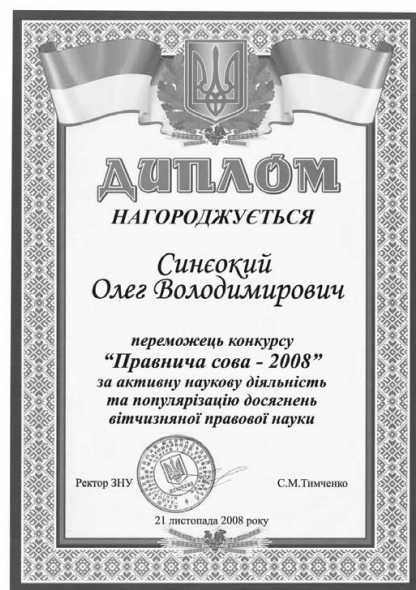 ДИПЛОМ
НАГОРОДЖУЄТЬСЯ
Синєокий
Олег Володимирович
переможець конкурсу
“Правнича сова - 2008”
за активну наукову діяльність
та популярізацію досягнень
вітчизняної правової науки
Ректор ЗНУ
С.М.Тимченко
21 листопада 2008 року